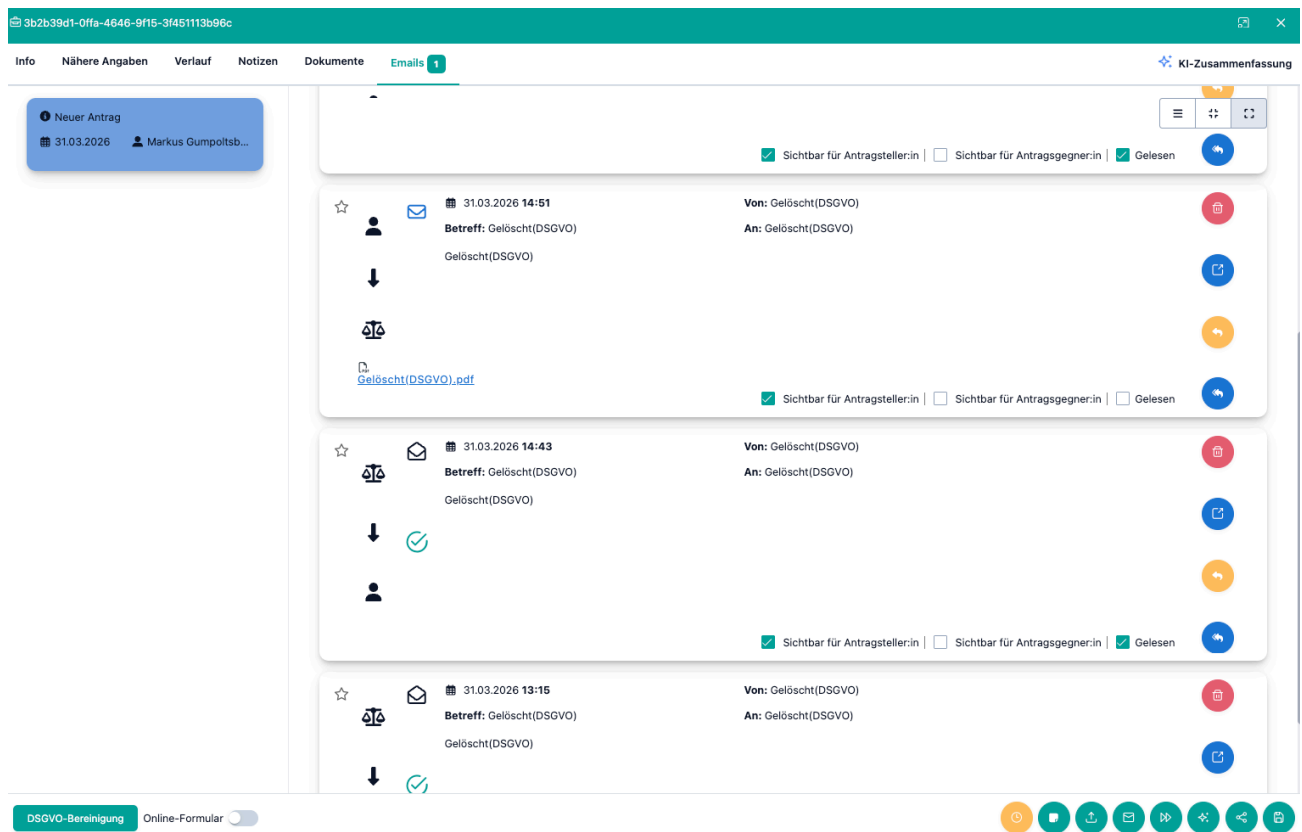 3b2b39d1-0ffa-4646-9f15-3f451113b96c
Info Nähere Angaben Verlauf Notizen Dokumente Emails 1 KI-Zusammenfassung
Neuer Antrag
31.03.2026 Markus Gumpoltsb...
Sichtbar für Antragsteller:in | Sichtbar für Antragsgegner:in | Gelesen
31.03.2026 14:51 Von: Gelöscht(DSGVO)
Betreff: Gelöscht(DSGVO) An: Gelöscht(DSGVO)
Gelöscht(DSGVO)
Gelöscht(DSGVO).pdf
Sichtbar für Antragsteller:in | Sichtbar für Antragsgegner:in | Gelesen
31.03.2026 14:43 Von: Gelöscht(DSGVO)
Betreff: Gelöscht(DSGVO) An: Gelöscht(DSGVO)
Gelöscht(DSGVO)
Sichtbar für Antragsteller:in | Sichtbar für Antragsgegner:in | Gelesen
31.03.2026 13:15 Von: Gelöscht(DSGVO)
Betreff: Gelöscht(DSGVO) An: Gelöscht(DSGVO)
Gelöscht(DSGVO)
DSGVO-Bereinigung Online-Formular